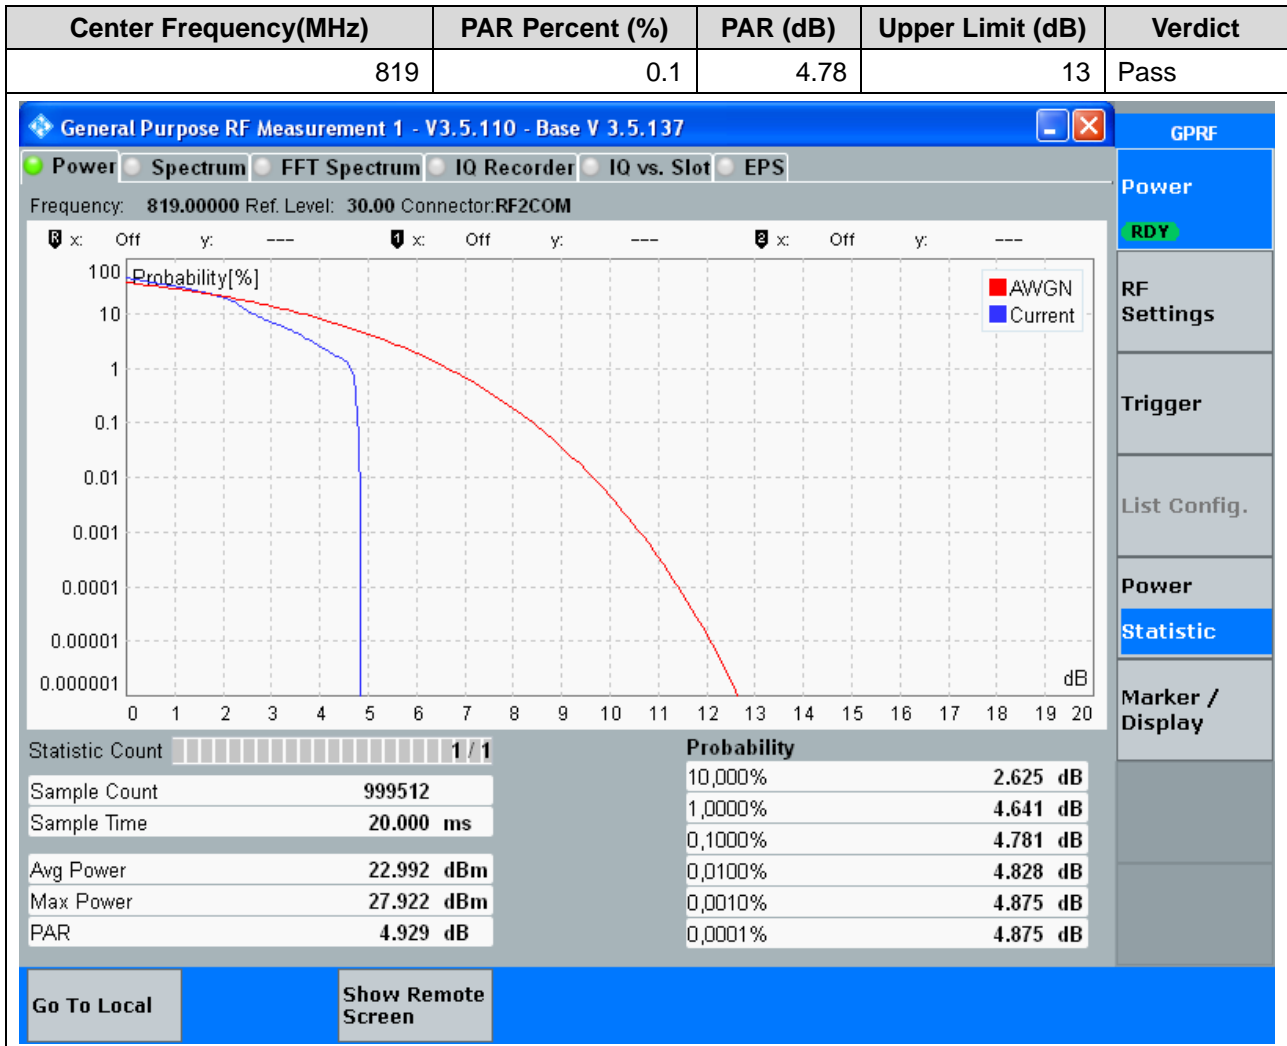 Center Frequency(MHz) PAR Percent (%) PAR (dB) Upper Limit (dB) Verdict
819 0.1 4.78 13 Pass
General Purpose RF Measurement 1 - V3.5.110 - Base V 3.5.137
GPRF
Power Spectrum FFT Spectrum IQ Recorder IQ vs. Slot EPS
Frequency: 819.00000 Ref. Level: 30.00 Connector:RF2COM
R x: Off y: --- 1 x: Off y: --- 2 x: Off y: ---
Probability[%]
AWGN
Current
100
10
1
0.1
0.01
0.001
0.0001
0.00001
0.000001
dB
0 1 2 3 4 5 6 7 8 9 10 11 12 13 14 15 16 17 18 19 20
Statistic Count 1 / 1
Sample Count 999512
Sample Time 20.000 ms
Avg Power 22.992 dBm
Max Power 27.922 dBm
PAR 4.929 dB
Probability
10,000% 2.625 dB
1,0000% 4.641 dB
0,1000% 4.781 dB
0,0100% 4.828 dB
0,0010% 4.875 dB
0,0001% 4.875 dB
Power
RDY
RF
Settings
Trigger
List Config.
Power
Statistic
Marker /
Display
Go To Local
Show Remote
Screen